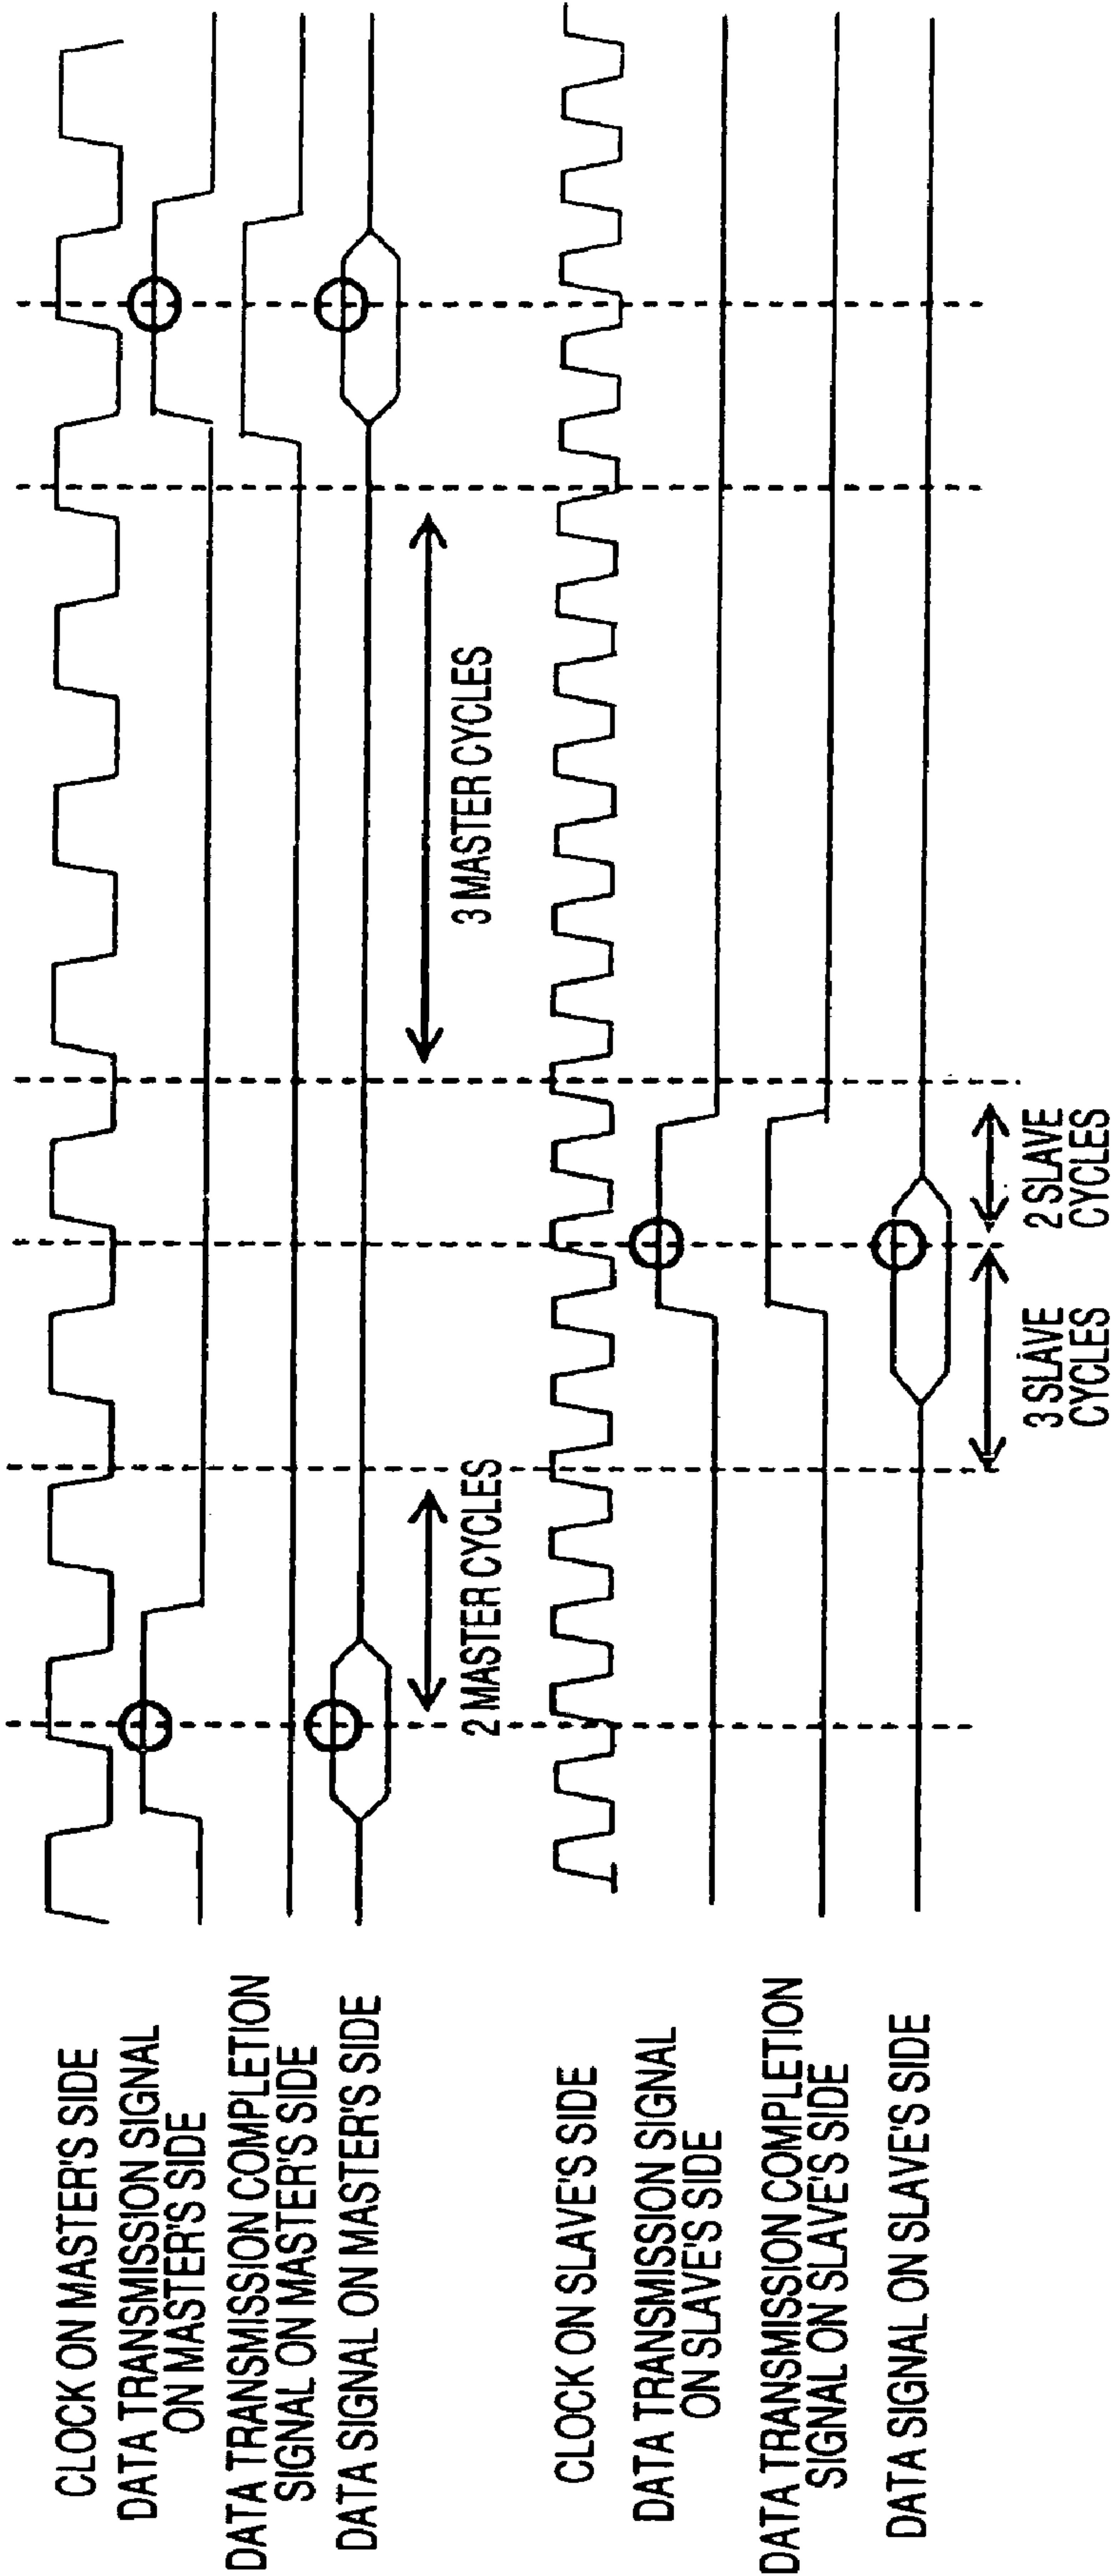 CLOCK ON MASTER'S SIDE
DATA TRANSMISSION SIGNAL
ON MASTER'S SIDE
DATA TRANSMISSION COMPLETION
SIGNAL ON MASTER'S SIDE
DATA SIGNAL ON MASTER'S SIDE
2 MASTER CYCLES
3 MASTER CYCLES
CLOCK ON SLAVE'S SIDE
DATA TRANSMISSION SIGNAL
ON SLAVE'S SIDE
DATA TRANSMISSION COMPLETION
SIGNAL ON SLAVE'S SIDE
DATA SIGNAL ON SLAVE'S SIDE
3 SLAVE
CYCLES
2 SLAVE
CYCLES